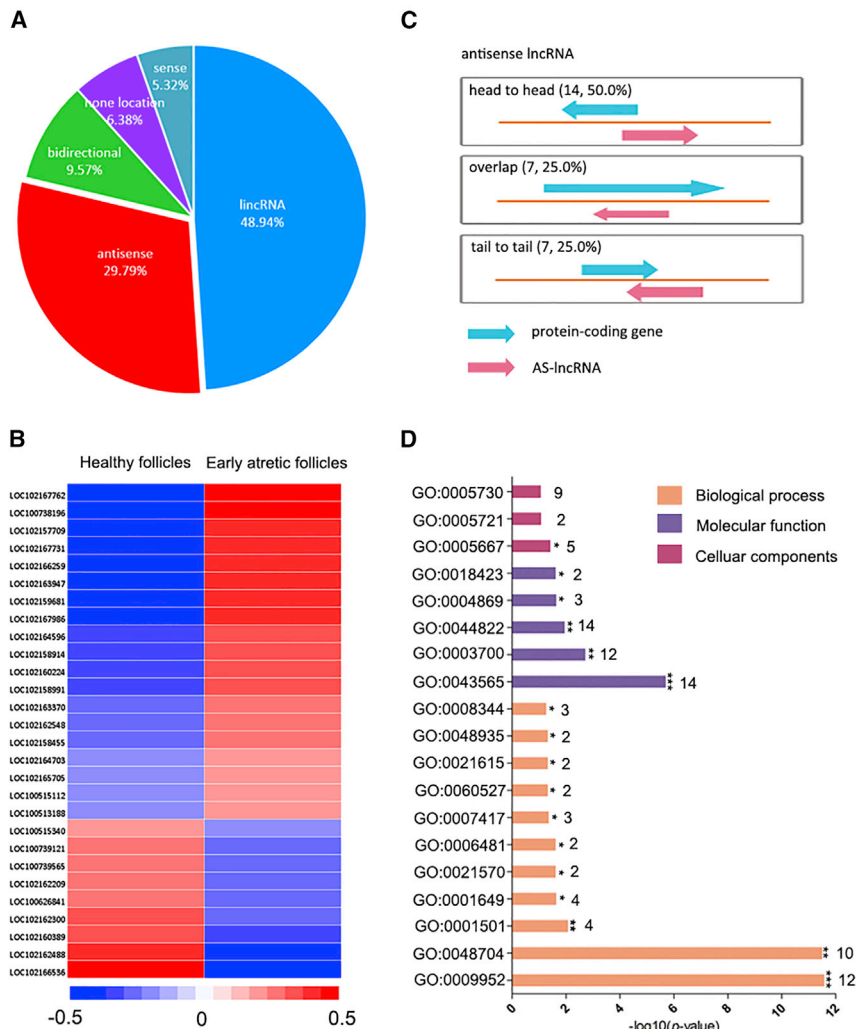 A
sense
5.32%
none location
6.38%
bidirectional
9.57%
lincRNA
48.94%
antisense
29.79%
C
antisense lncRNA
head to head (14, 50.0%)
overlap (7, 25.0%)
tail to tail (7, 25.0%)
protein-coding gene
AS-lncRNA
B
Healthy follicles Early atretic follicles
LOC102167762
LOC100738196
LOC102157709
LOC102167731
LOC102166259
LOC102163947
LOC102159681
LOC102167986
LOC102164596
LOC102158914
LOC102160224
LOC102158991
LOC102163370
LOC102162548
LOC102158455
LOC102164703
LOC102165705
LOC100515112
LOC100513188
LOC100515340
LOC100739121
LOC100739565
LOC102162209
LOC100626841
LOC102162300
LOC102160389
LOC102162488
LOC102166536
-0.5 0 0.5
D
GO:0005730 9
GO:0005721 2
GO:0005667 * 5
GO:0018423 * 2
GO:0004869 * 3
GO:0044822 ** 14
GO:0003700 ** 12
GO:0043565 *** 14
GO:0008344 * 3
GO:0048935 * 2
GO:0021615 * 2
GO:0060527 * 2
GO:0007417 * 3
GO:0006481 * 2
GO:0021570 * 2
GO:0001649 * 4
GO:0001501 ** 4
GO:0048704 ** 10
GO:0009952 *** 12
Biological process
Molecular function
Celluar components
0 2 4 6 8 10 12
-log10(p-value)